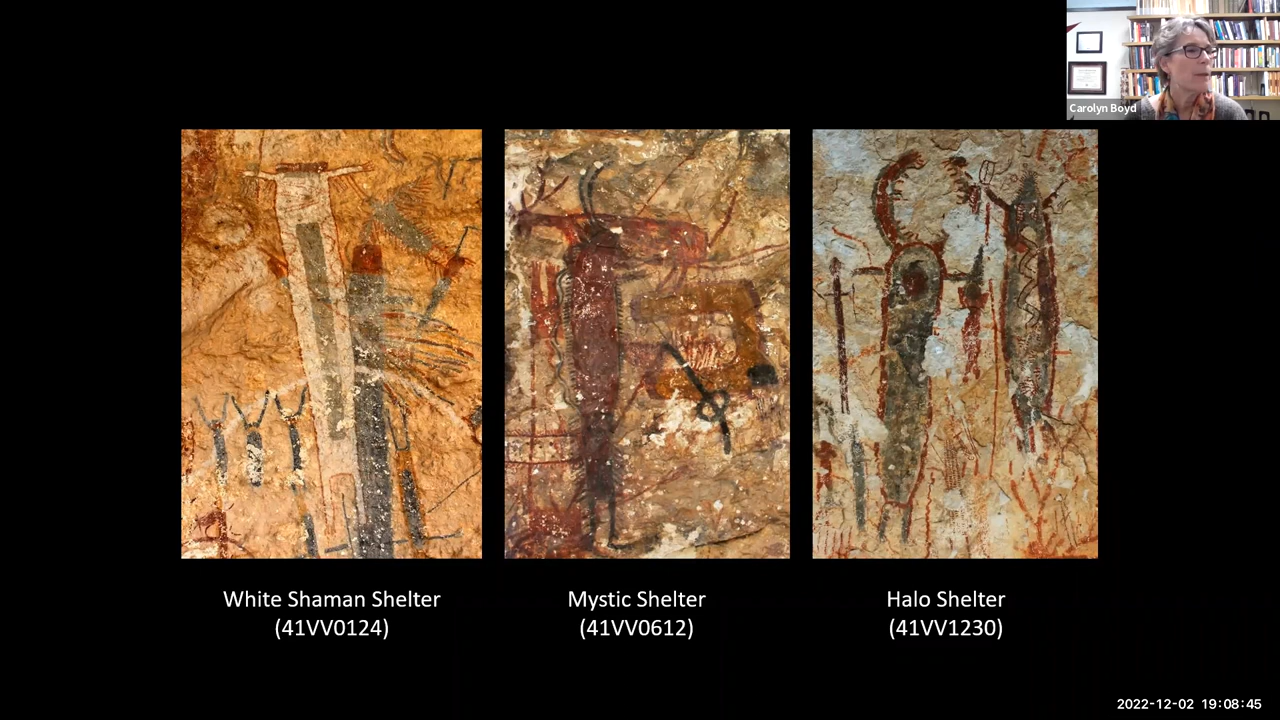 Carolyn Boyd
White Shaman Shelter
(41VV0124)
Mystic Shelter
(41VV0612)
Halo Shelter
(41VV1230)
2022-12-02 19:08:45